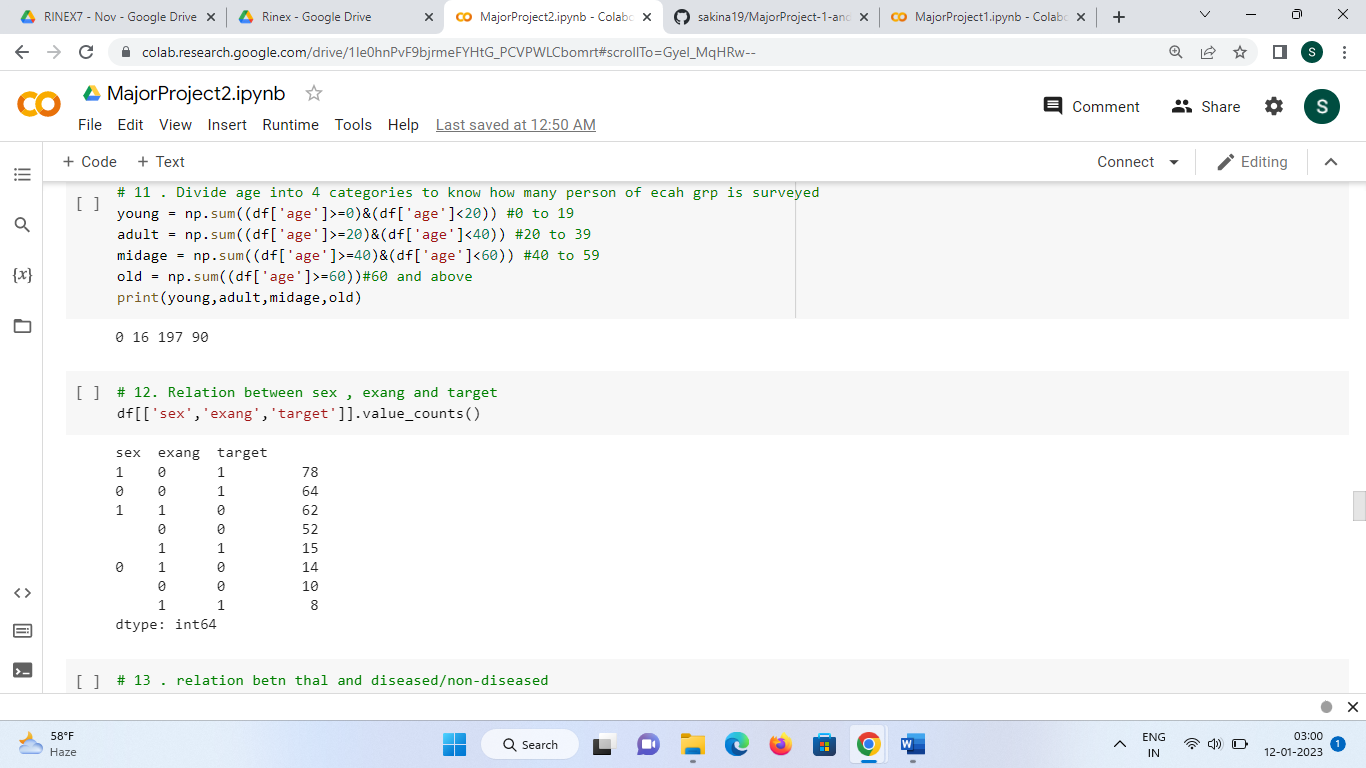 RINEX7 - Nov - Google Drive
Rinex - Google Drive
MajorProject2.ipynb - Colabo
sakina19/MajorProject-1-and
MajorProject1.ipynb - Colabo
colab.research.google.com/drive/1le0hnPvF9bjrmeFYHtG_PCVPWLCbomrt#scrollTo=Gyel_MqHRw--
S
CO
MajorProject2.ipynb
Comment
Share
S
File Edit View Insert Runtime Tools Help Last saved at 12:50 AM
+ Code + Text
Connect
Editing
{x}
[ ]
# 11 . Divide age into 4 categories to know how many person of ecah grp is surveyed
young = np.sum((df['age']>=0)&(df['age']<20)) #0 to 19
adult = np.sum((df['age']>=20)&(df['age']<40)) #20 to 39
midage = np.sum((df['age']>=40)&(df['age']<60)) #40 to 59
old = np.sum((df['age']>=60))#60 and above
print(young,adult,midage,old)
0 16 197 90
[ ] # 12. Relation between sex , exang and target
df[['sex','exang','target']].value_counts()
sex exang target
1 0 1 78
0 0 1 64
1 1 0 62
0 0 52
1 1 15
0 1 0 14
0 0 10
1 1 8
dtype: int64
[ ] # 13 . relation betn thal and diseased/non-diseased
58°F
Haze
Search
ENG
IN
03:00
12-01-2023
1